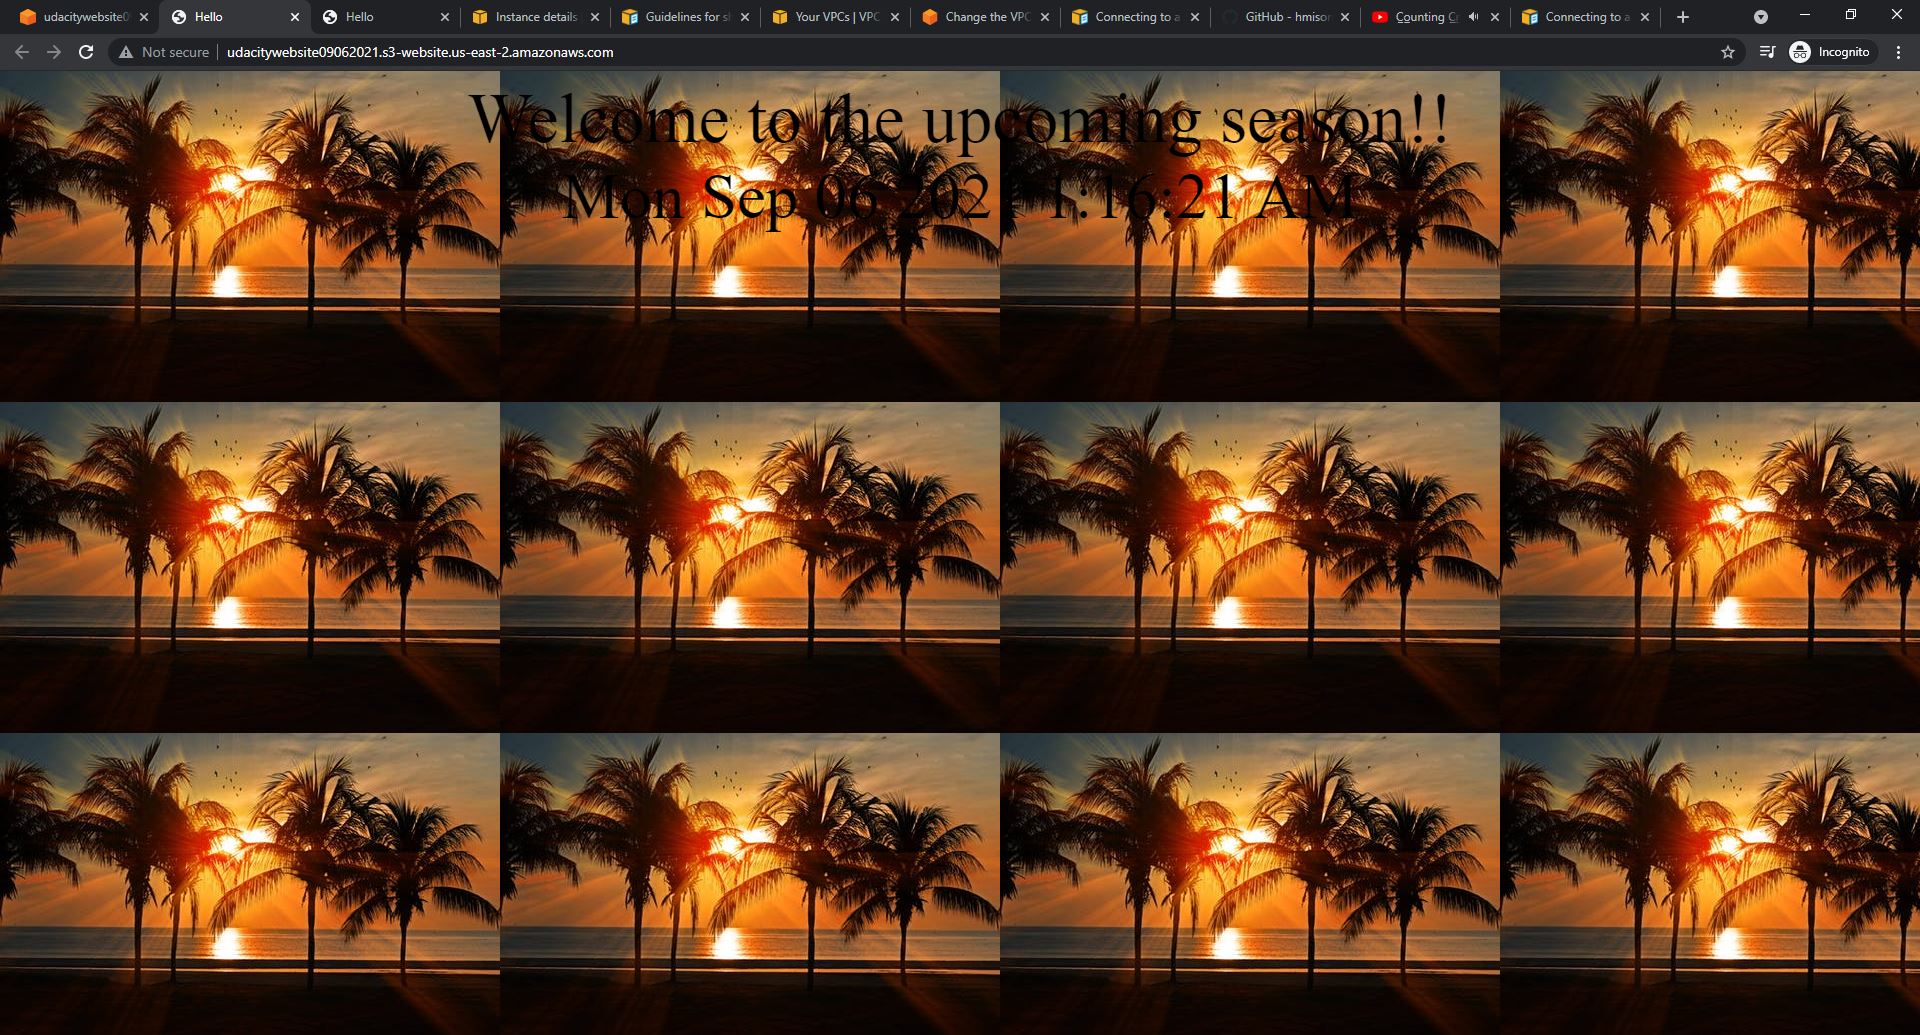 udacitywebsite0
Hello
Hello
Instance details
Guidelines for s
Your VPCs | VPC
Change the VPC
Connecting to a
GitHub - hmisor
Counting Cr
Connecting to a
Not secure
udacitywebsite09062021.s3-website.us-east-2.amazonaws.com
Incognito
Welcome to the upcoming season!!
Mon Sep 06 2021 1:16:21 AM